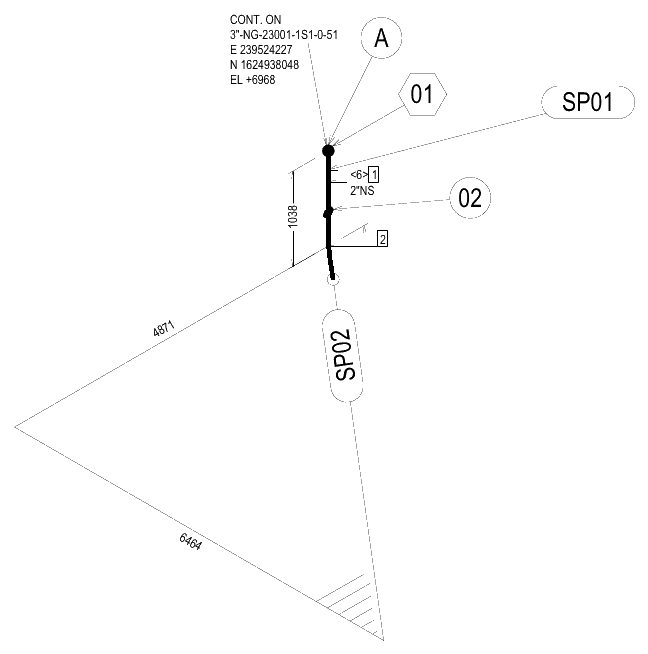 CONT. ON
3"-NG-23001-1S1-0-51
E 239524227
N 1624938048
EL +6968
A
01
SP01
<6> 1
2"NS
02
1038
2
4871
SP02
6464